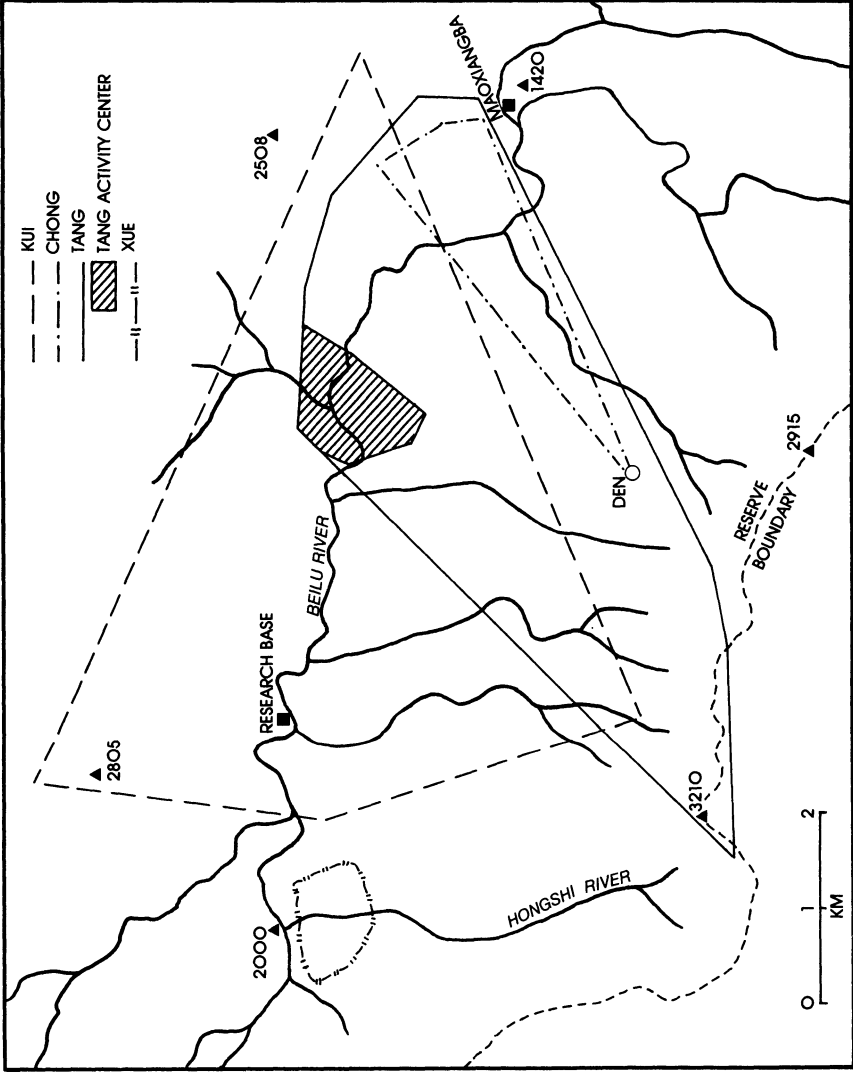 KUI
CHONG
TANG
TANG ACTIVITY CENTER
XUE
2508
MAOXIANGBA
1420
2805
RESEARCH BASE
BEILU RIVER
DEN
2915
RESERVE
BOUNDARY
3210
2000
HONGSHI RIVER
0 1 2
KM